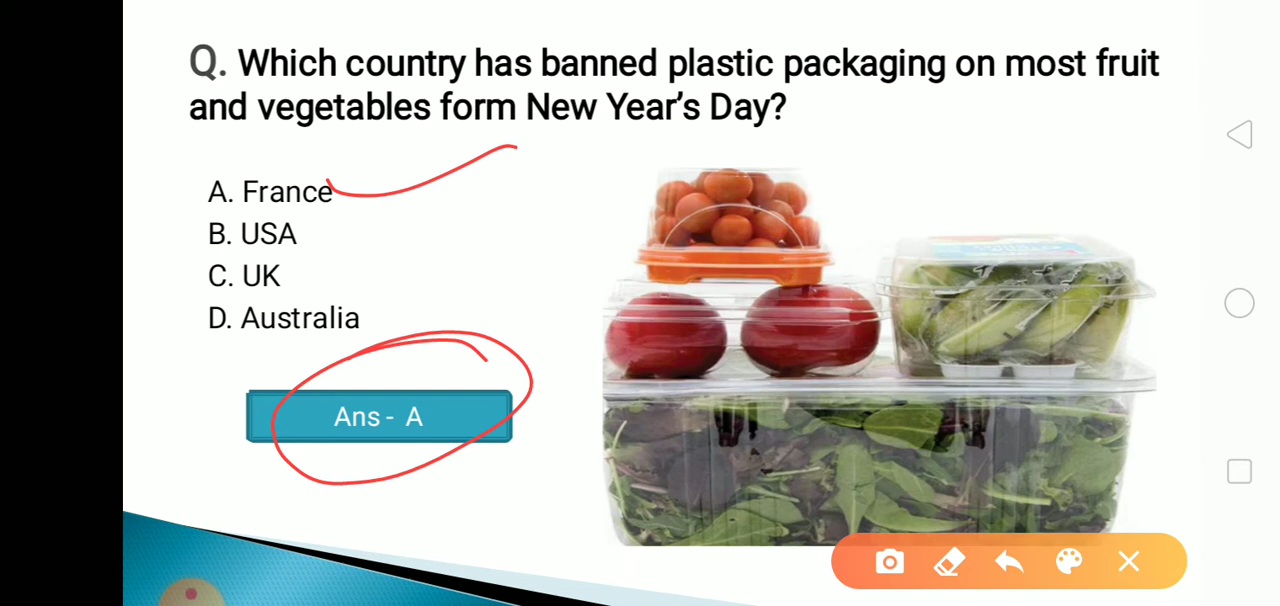 Q. Which country has banned plastic packaging on most fruit
and vegetables form New Year’s Day?
A. France
B. USA
C. UK
D. Australia
Ans - A